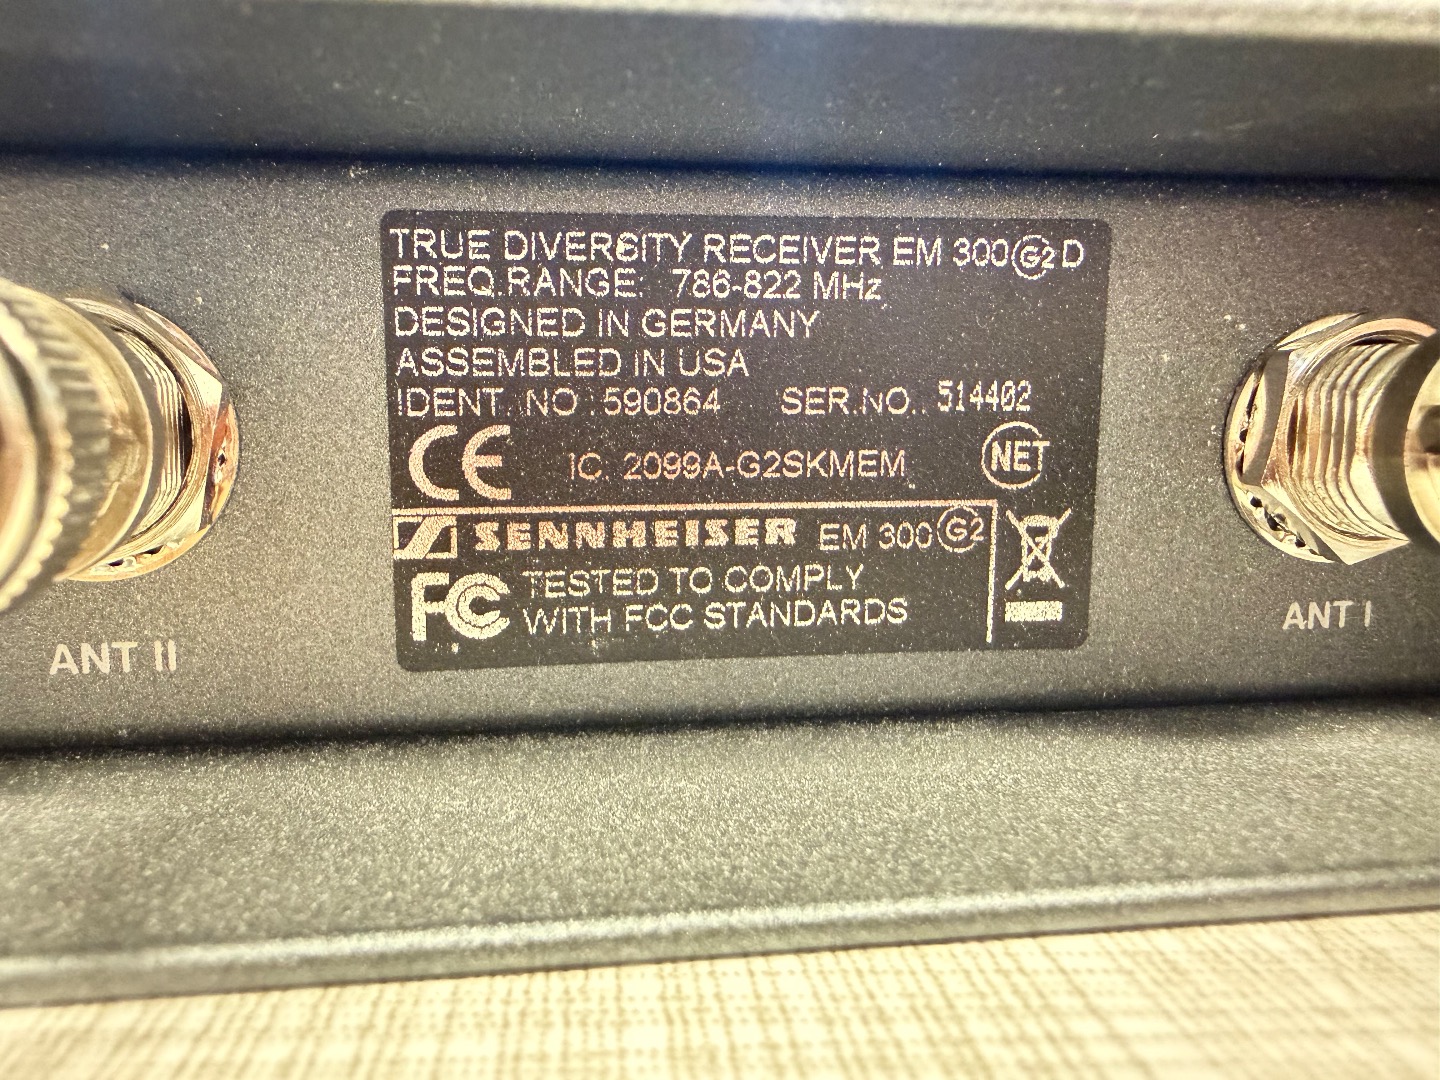 TRUE DIVERSITY RECEIVER EM 300 G2 D
FREQ.RANGE: 786-822 MHz
DESIGNED IN GERMANY
ASSEMBLED IN USA
IDENT. NO.: 590864 SER.NO.: 514402
CE IC: 2099A-G2SKMEM NET
SENNHEISER EM 300 G2
FC TESTED TO COMPLY
WITH FCC STANDARDS
ANT II
ANT I